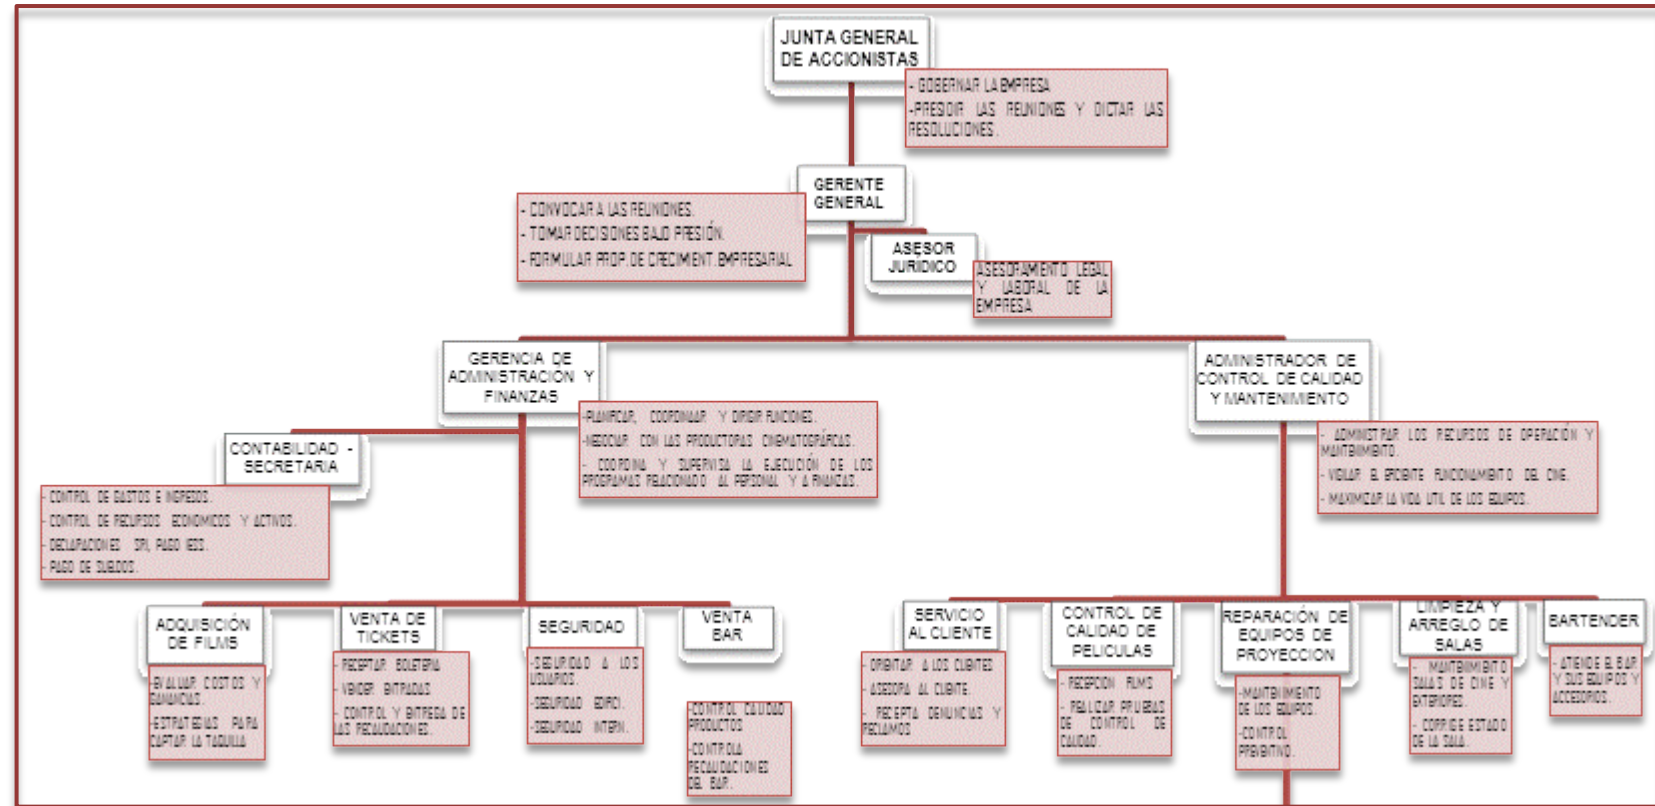 JUNTA GENERAL
DE ACCIONISTAS
- GOBERNAR LA EMPRESA
-PRESIDIR LAS REUNIONES Y DICTAR LAS
RESOLUCIONES.
GERENTE
GENERAL
- CONVOCAR A LAS REUNIONES.
- TOMAR DECISIONES BAJO PRESIÓN.
- FORMULAR PROP. DE CRECIMIENT. EMPRESARIAL
ASESOR
JURÍDICO
ASESORAMIENTO LEGAL
Y LABORAL DE LA
EMPRESA
GERENCIA DE
ADMINISTRACIÓN Y
FINANZAS
-PLANIFICAR, COORDINAAR Y DIRIGIR FUNCIONES.
-NEGOCIAR CON LAS PRODUCTORAS CINEMATOGRÁFICAS.
- COORDINA Y SUPERVISA LA EJECUCIÓN DE LOS
PROGRAMAS RELACIONADO AL PERSONAL Y A FINANZAS.
ADMINISTRADOR DE
CONTROL DE CALIDAD
Y MANTENIMIENTO
- ADMINISTRAR LOS RECURSOS DE OPERACIÓN Y
MANTENIMIENTO.
- VIGILAR EL EFICIENTE FUNCIONAMIENTO DEL CINE.
- MAXIMIZAR LA VIDA UTIL DE LOS EQUIPOS.
CONTABILIDAD -
SECRETARIA
- CONTROL DE GASTOS E INGRESOS.
- CONTROL DE RECURSOS ECONOMICOS Y ACTIVOS.
- DECLARACIONES SRI, PAGO IESS.
- PAGO DE SUELDOS.
ADQUISICIÓN
DE FILMS
-EVALUAR COSTOS Y
GANANCIAS.
-ESTRATEGIAS PARA
CAPTAR LA TAQUILLA
VENTA DE
TICKETS
- RECEPTAR BOLETERIA
- VENDER ENTRADAS
- CONTROL Y ENTREGA DE
LAS RECAUDACIONES.
SEGURIDAD
-SEGURIDAD A LOS
USUARIOS.
-SEGURIDAD EDIFICI.
-SEGURIDAD INTERN.
VENTA
BAR
-CONTROL CALIDAD
PRODUCTOS
-CONTROLA
RECAUDACIONES
DEL BAR.
SERVICIO
AL CLIENTE
- ORIENTAR A LOS CLIENTES
- ASESORA AL CLIENTE.
- RECEPTA DENUNCIAS Y
RECLAMOS
CONTROL DE
CALIDAD DE
PELICULAS
- RECEPCION FILMS
- REALIZAR PRUEBAS
DE CONTROL DE
CALIDAD.
REPARACIÓN DE
EQUIPOS DE
PROYECCION
-MANTENIMIENTO
DE LOS EQUIPOS.
-CONTROL
PREVENTIVO.
LIMPIEZA Y
ARREGLO DE
SALAS
- MANTENIMIENTO
SALAS DE CINE Y
EXTERIORES.
- CORRIGE ESTADO
DE LA SALA.
BARTENDER
- ATIENDE EL BAR
Y SUS EQUIPOS Y
ACCESORIOS.